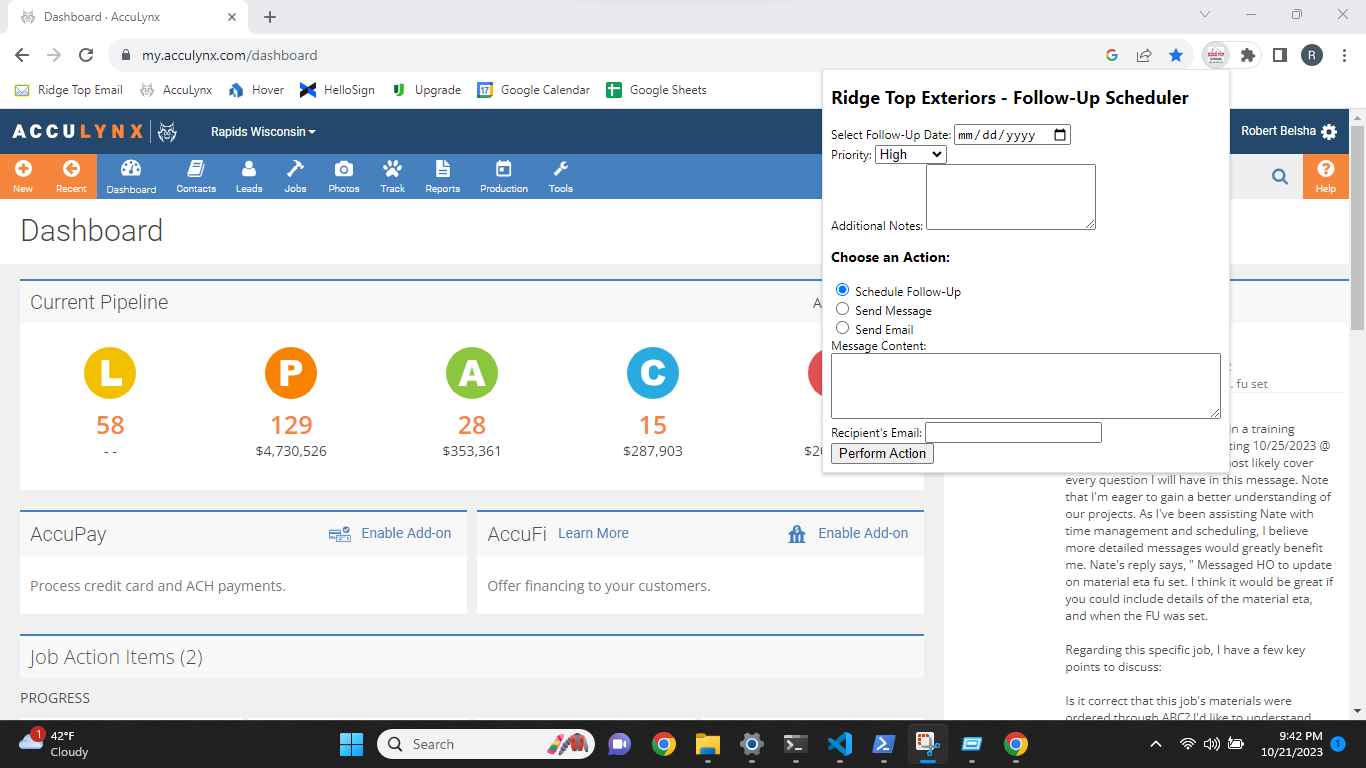 Dashboard · AccuLynx
my.acculynx.com/dashboard
R
Ridge Top Email
AccuLynx
Hover
HelloSign
Upgrade
Google Calendar
Google Sheets
ACCULYNX
Rapids Wisconsin
Robert Belsha
New
Recent
Dashboard
Contacts
Leads
Jobs
Photos
Track
Reports
Production
Tools
Help
Ridge Top Exteriors - Follow-Up Scheduler
Select Follow-Up Date: mm/dd/yyyy
Priority: High
Additional Notes:
Choose an Action:
Schedule Follow-Up
Send Message
Send Email
Message Content:
Recipient's Email:
Perform Action
Dashboard
Current Pipeline
L
P
A
C
58
129
28
15
- -
$4,730,526
$353,361
$287,903
AccuPay
Enable Add-on
Process credit card and ACH payments.
AccuFi
Learn More
Enable Add-on
Offer financing to your customers.
Job Action Items (2)
PROGRESS
. fu set
in a training
ting 10/25/2023 @
ost likely cover
every question I will have in this message. Note
that I'm eager to gain a better understanding of
our projects. As I've been assisting Nate with
time management and scheduling, I believe
more detailed messages would greatly benefit
me. Nate's reply says, " Messaged HO to update
on material eta fu set. I think it would be great if
you could include details of the material eta,
and when the FU was set.
Regarding this specific job, I have a few key
points to discuss:
Is it correct that this job's materials were
ordered through ABC? I'd like to understand
1
42°F
Cloudy
Search
9:42 PM
10/21/2023
1